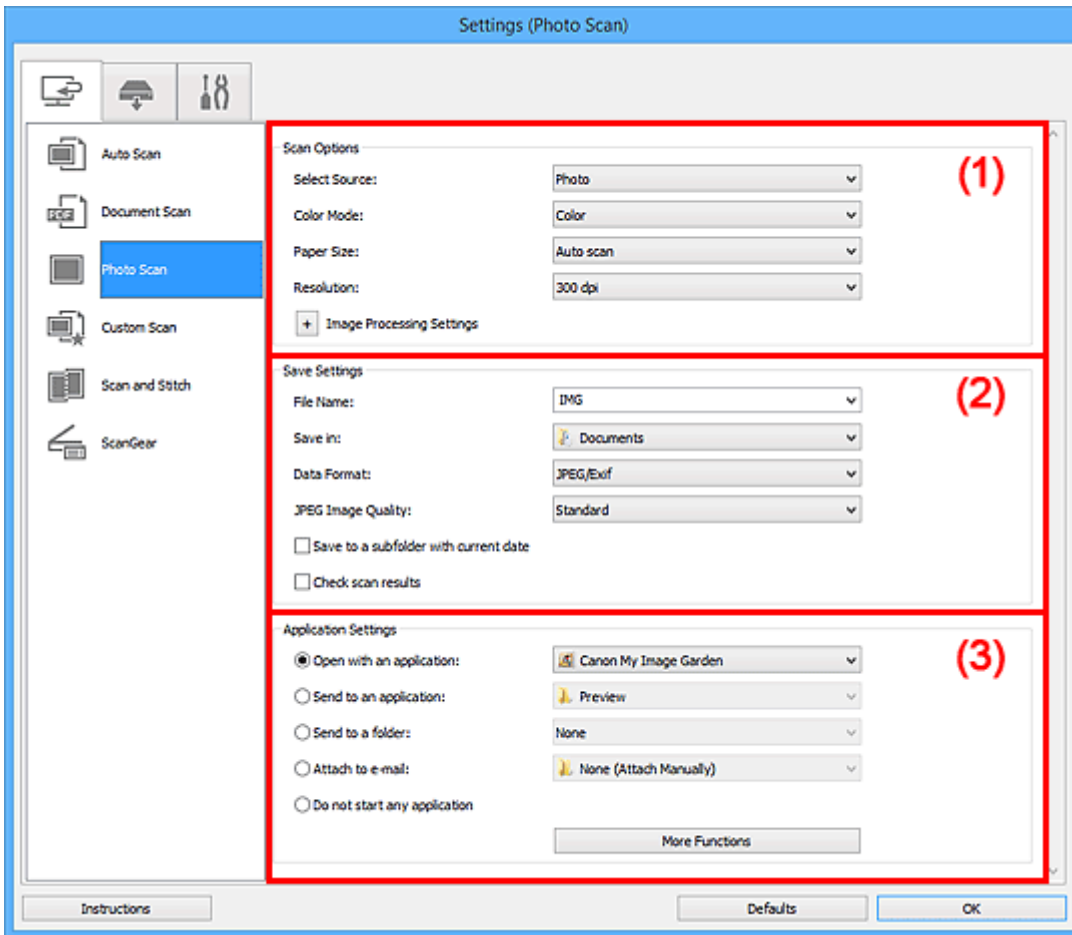 Settings (Photo Scan)
Auto Scan
PDF
Document Scan
Photo Scan
Custom Scan
Scan and Stitch
ScanGear
Scan Options
(1)
Select Source: Photo
Color Mode: Color
Paper Size: Auto scan
Resolution: 300 dpi
+ Image Processing Settings
Save Settings
(2)
File Name: IMG
Save in: Documents
Data Format: JPEG/Exif
JPEG Image Quality: Standard
Save to a subfolder with current date
Check scan results
Application Settings
(3)
Open with an application: Canon My Image Garden
Send to an application: Preview
Send to a folder: None
Attach to e-mail: None (Attach Manually)
Do not start any application
More Functions
Instructions Defaults OK